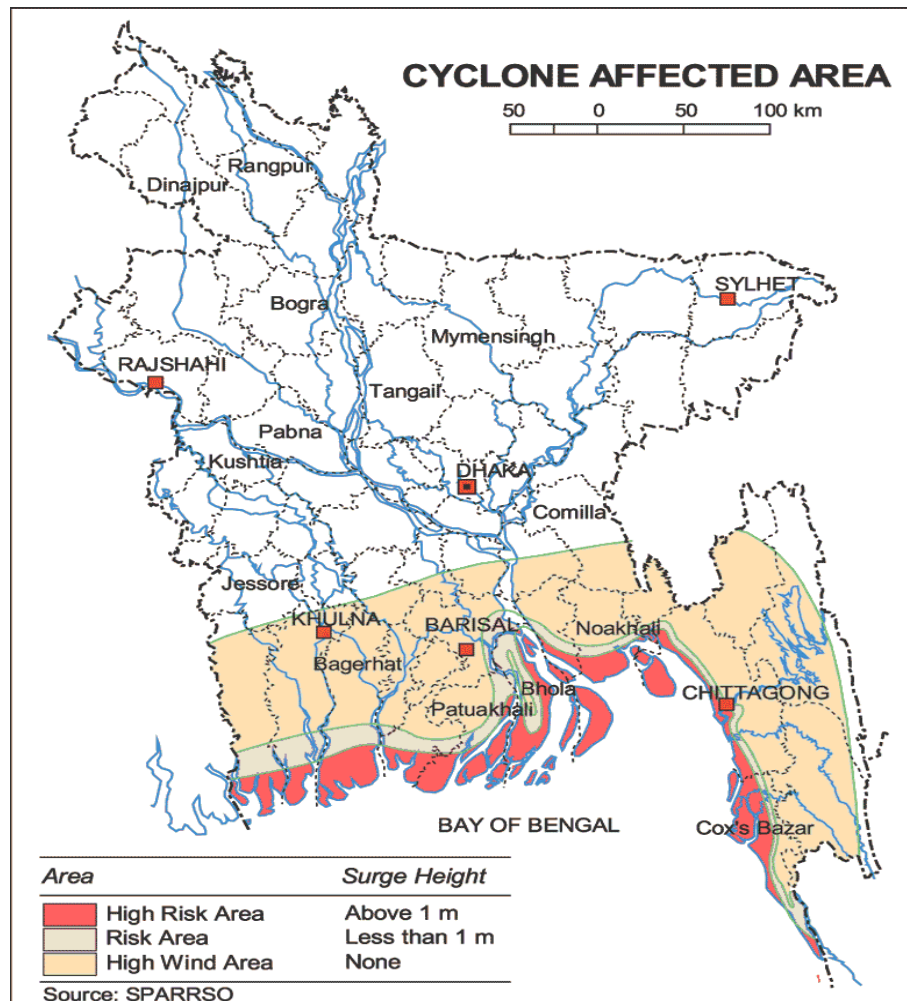 CYCLONE AFFECTED AREA
50 0 50 100 km
Rangpur
Dinajpur
SYLHET
Bogra
Mymensingh
RAJSHAHI
Tangail
Pabna
Kushtia
DHAKA
Comilla
Jessore
KHULNA
BARISAL
Noakhali
Bagerhat
Bhola
CHITTAGONG
Patuakhali
BAY OF BENGAL
Cox's Bazar
Area Surge Height
High Risk Area Above 1 m
Risk Area Less than 1 m
High Wind Area None
Source: SPARRSO